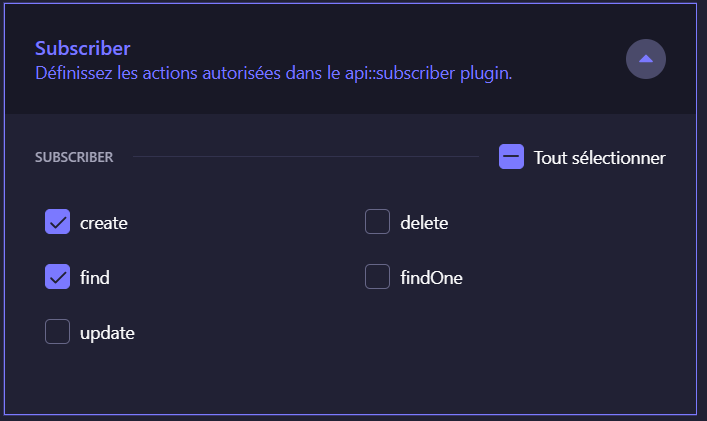 Subscriber
Définissez les actions autorisées dans le api::subscriber plugin.
SUBSCRIBER
Tout sélectionner
create
delete
find
findOne
update